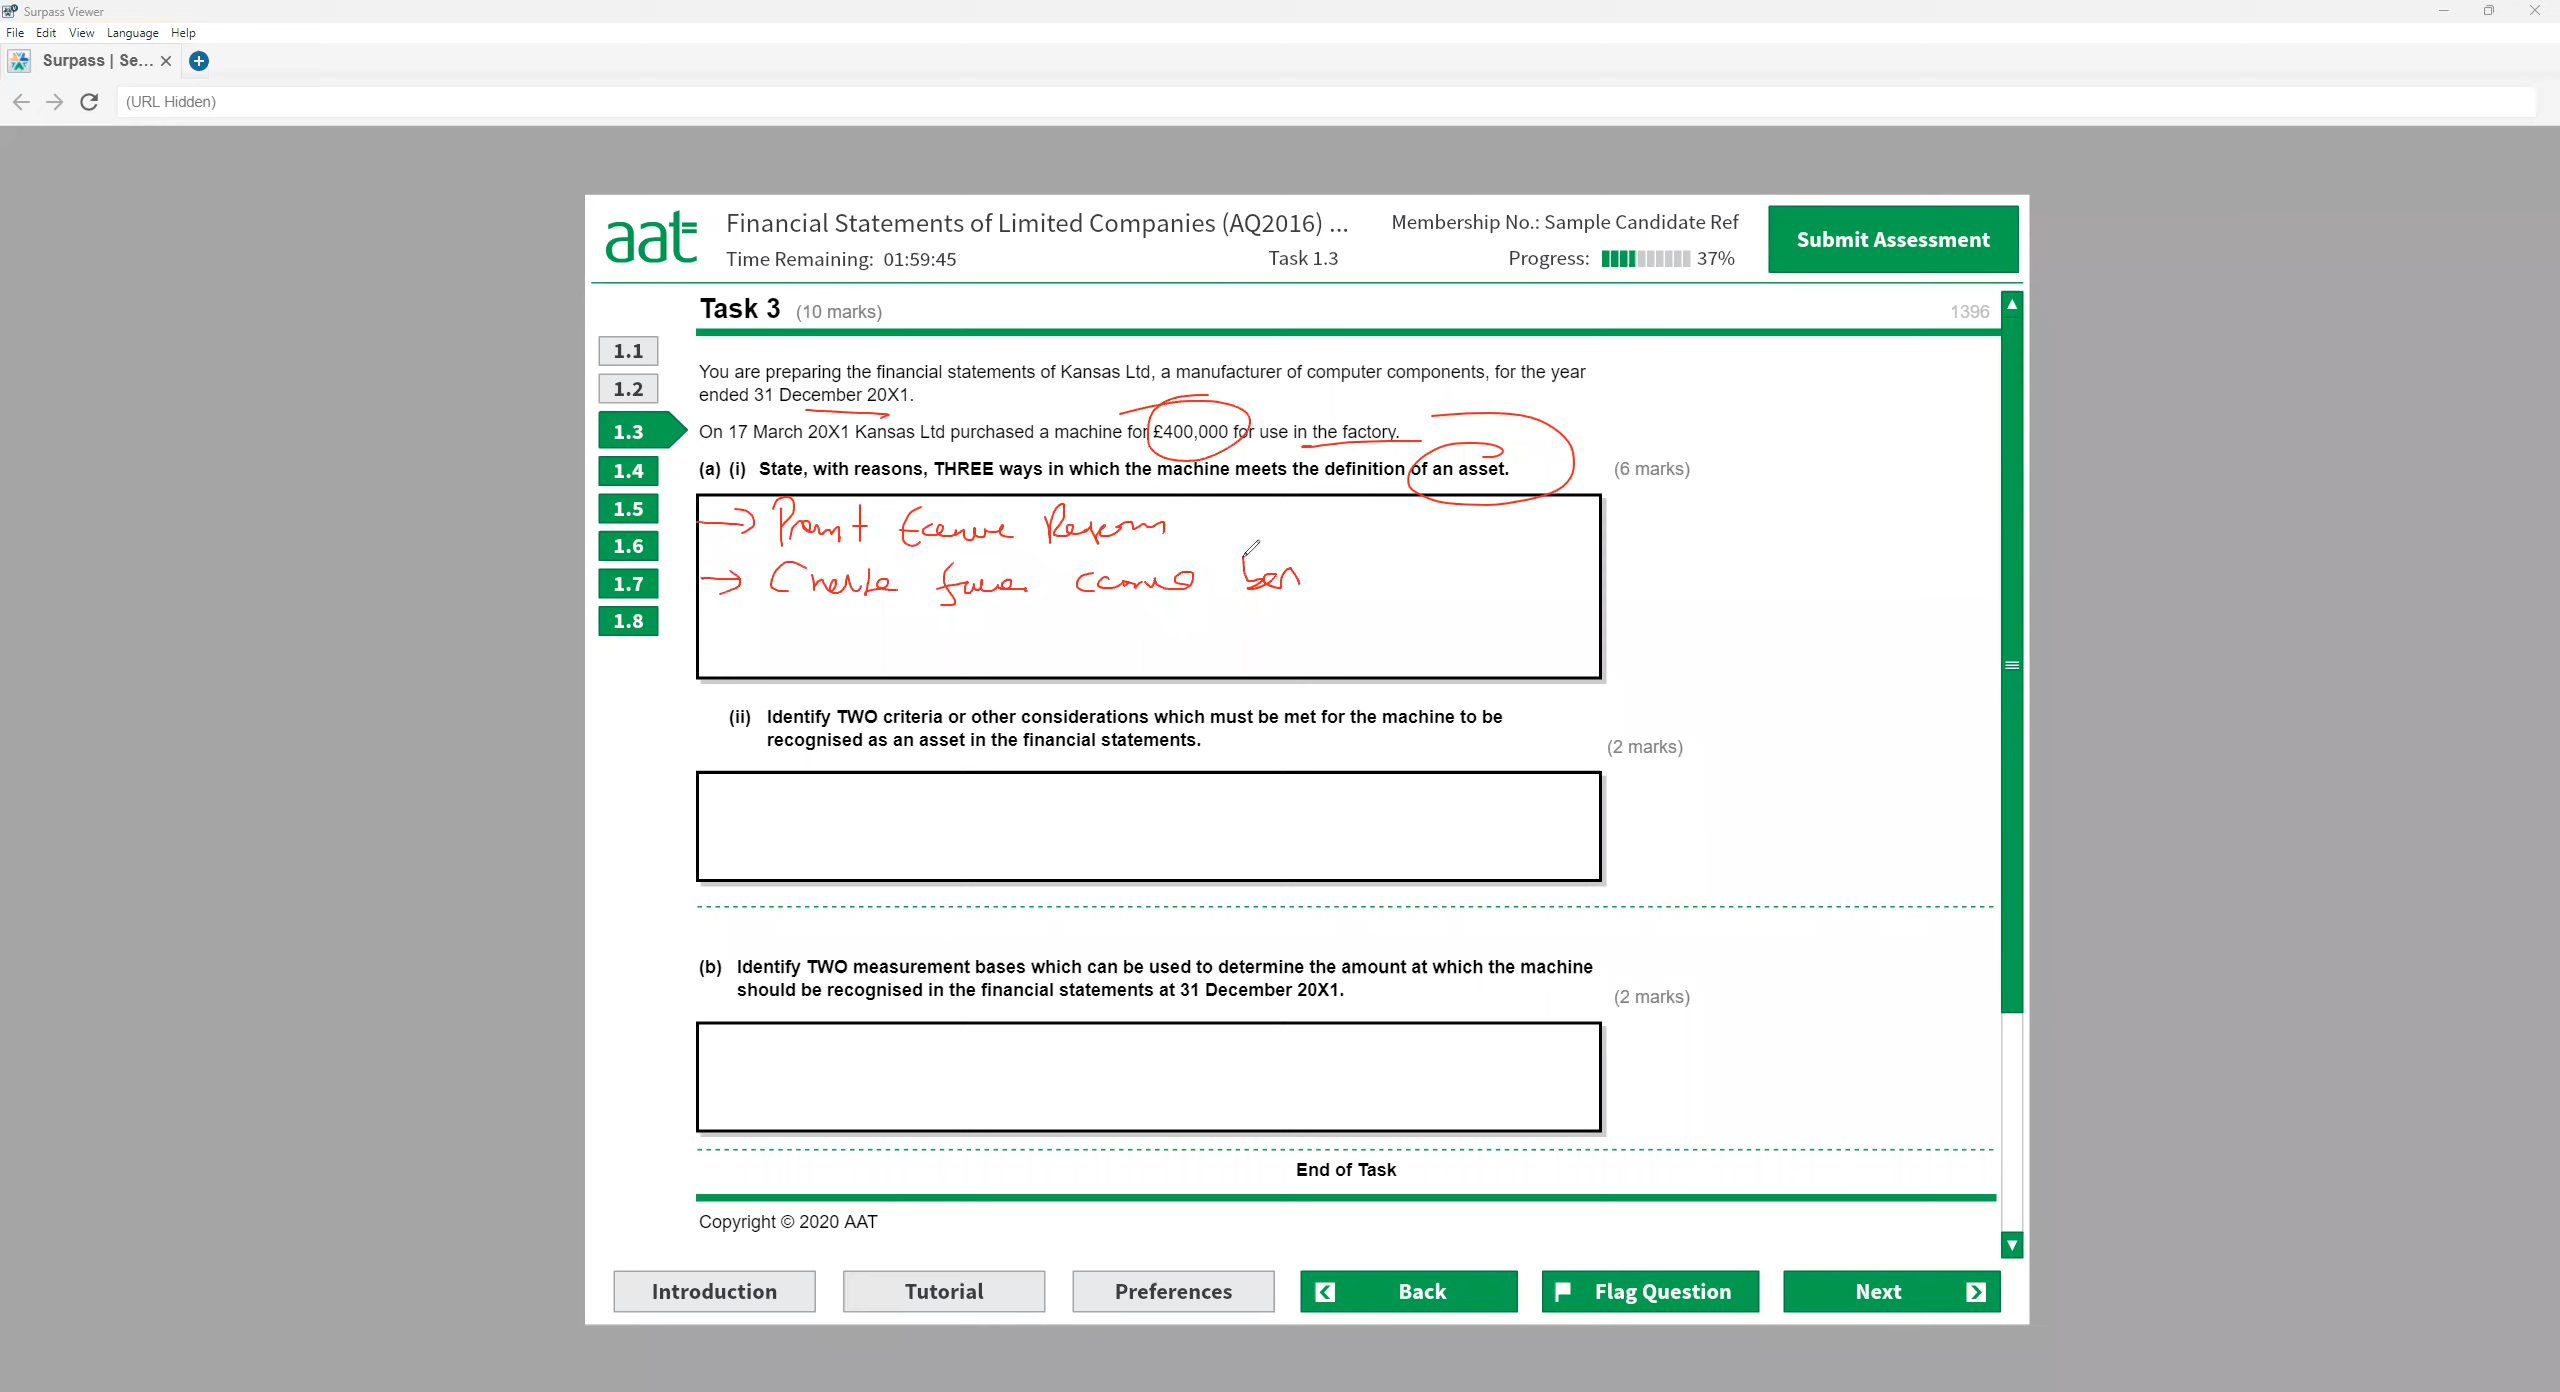 Surpass Viewer
File Edit View Language Help
Surpass | Se...
(URL Hidden)
aat
Financial Statements of Limited Companies (AQ2016) ...
Membership No.: Sample Candidate Ref
Submit Assessment
Time Remaining: 01:59:45
Task 1.3
Progress: 37%
Task 3 (10 marks)
1396
1.1
1.2
1.3
1.4
1.5
1.6
1.7
1.8
You are preparing the financial statements of Kansas Ltd, a manufacturer of computer components, for the year
ended 31 December 20X1.
On 17 March 20X1 Kansas Ltd purchased a machine for £400,000 for use in the factory.
(a) (i) State, with reasons, THREE ways in which the machine meets the definition of an asset.
(6 marks)
(ii) Identify TWO criteria or other considerations which must be met for the machine to be
recognised as an asset in the financial statements.
(2 marks)
(b) Identify TWO measurement bases which can be used to determine the amount at which the machine
should be recognised in the financial statements at 31 December 20X1.
(2 marks)
End of Task
Copyright © 2020 AAT
Introduction
Tutorial
Preferences
Back
Flag Question
Next